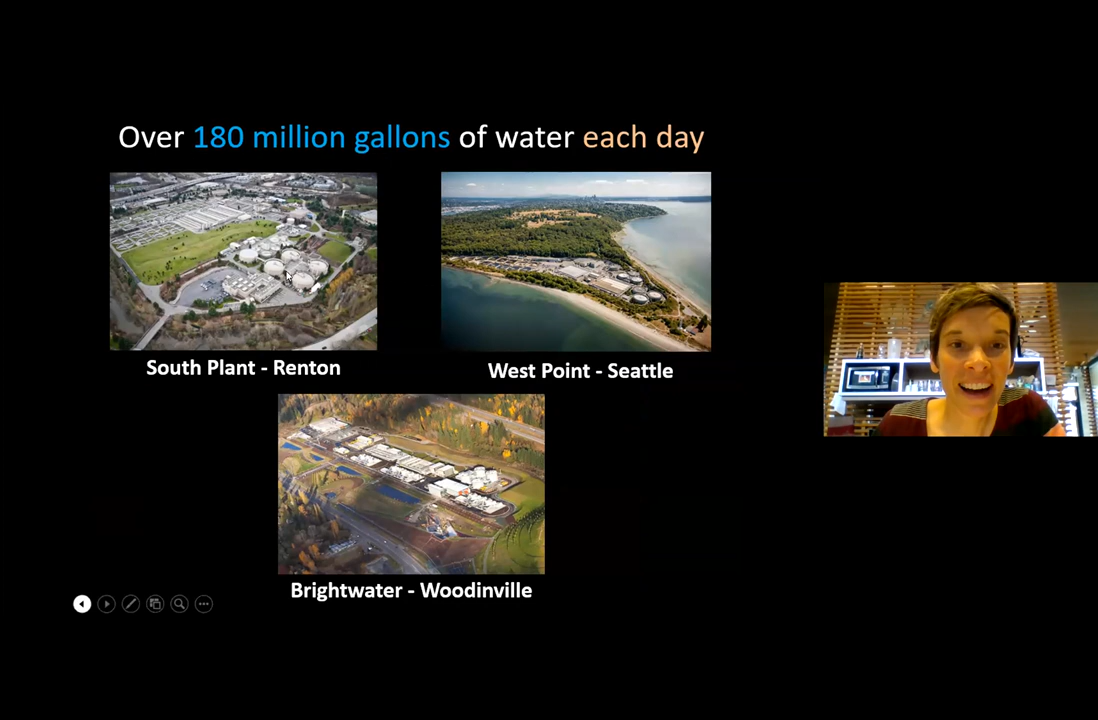 Over 180 million gallons of water each day
South Plant - Renton
West Point - Seattle
Brightwater - Woodinville